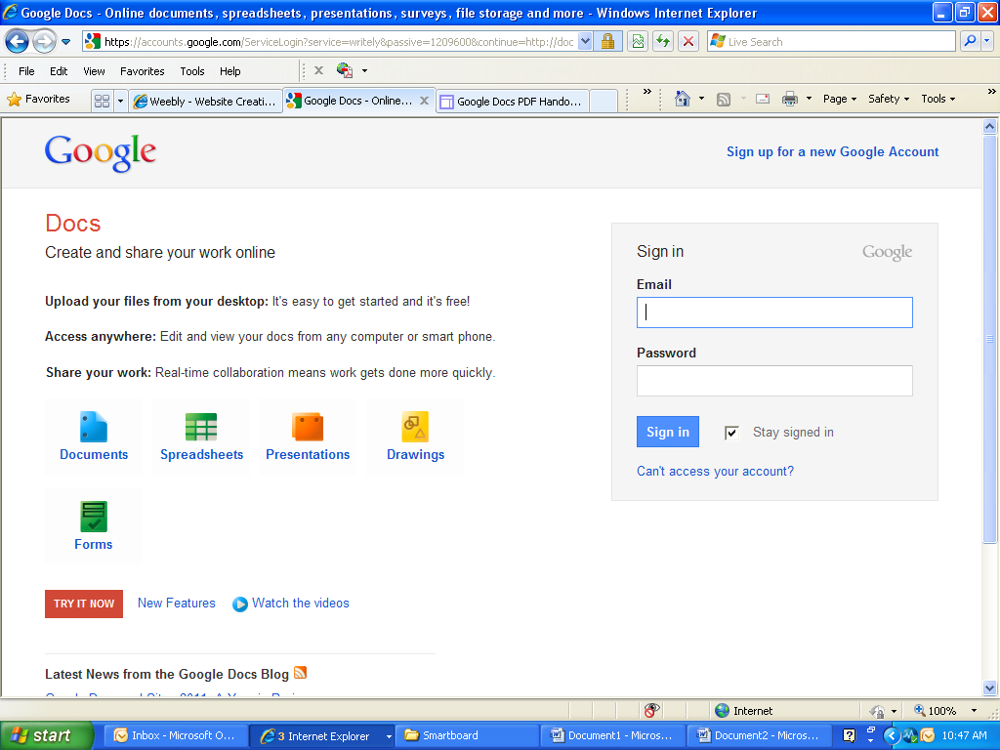 Google Docs - Online documents, spreadsheets, presentations, surveys, file storage and more - Windows Internet Explorer
https://accounts.google.com/ServiceLogin?service=writely&passive=1209600&continue=http://doc
Live Search
File Edit View Favorites Tools Help
Favorites
Weebly - Website Creati...
Google Docs - Online...
Google Docs PDF Hando...
Page Safety Tools
Google
Sign up for a new Google Account
Docs
Create and share your work online
Upload your files from your desktop: It's easy to get started and it's free!
Access anywhere: Edit and view your docs from any computer or smart phone.
Share your work: Real-time collaboration means work gets done more quickly.
Documents Spreadsheets Presentations Drawings
Forms
TRY IT NOW New Features Watch the videos
Latest News from the Google Docs Blog
Sign in Google
Email
Password
Sign in Stay signed in
Can't access your account?
Internet 100%
start Inbox - Microsoft O... 3 Internet Explorer Smartboard Document1 - Micros... Document2 - Micros... 10:47 AM